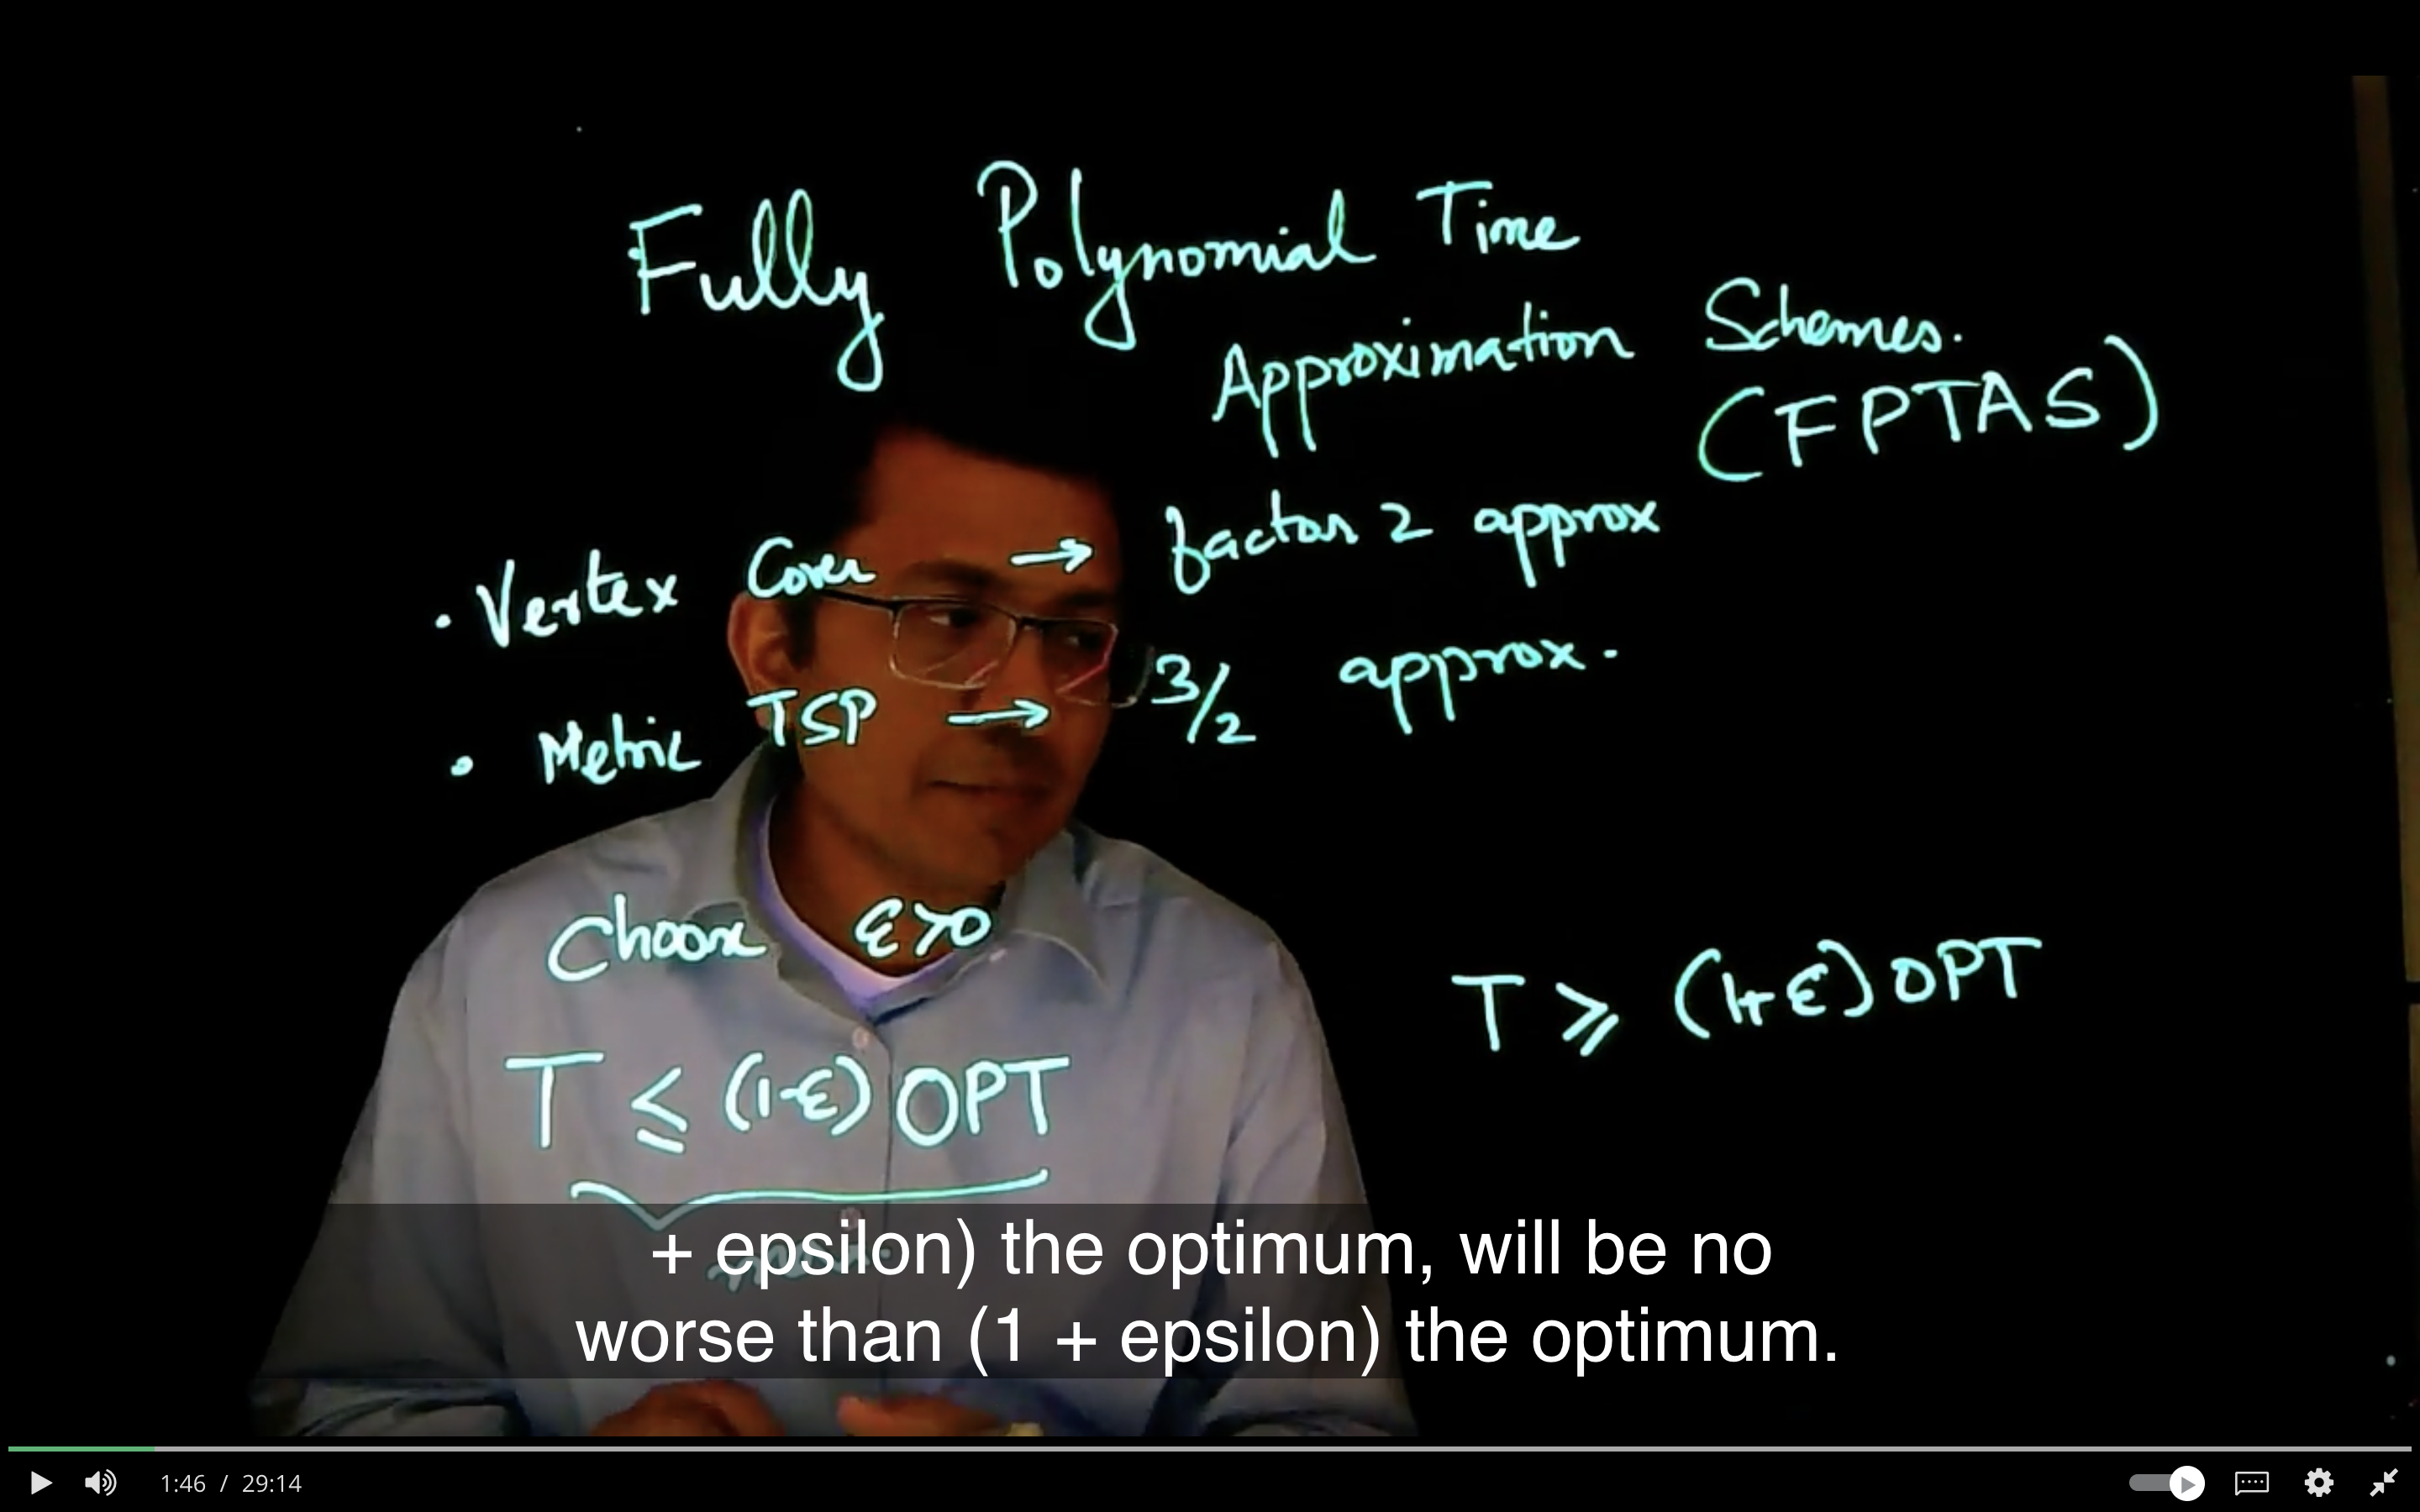 Fully Polynomial Time
Approximation Schemes.
(FPTAS)
· Vertex Cover → factor 2 approx
· Metric TSP → 3/2 approx.
Choose ε>0
T ≥ (1+ε) OPT
T ≤ (1-ε) OPT
+ epsilon) the optimum, will be no
worse than (1 + epsilon) the optimum.
1:46 / 29:14